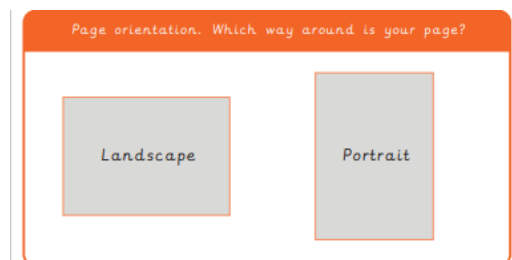 Page orientation. Which way around is your page?
Landscape
Portrait